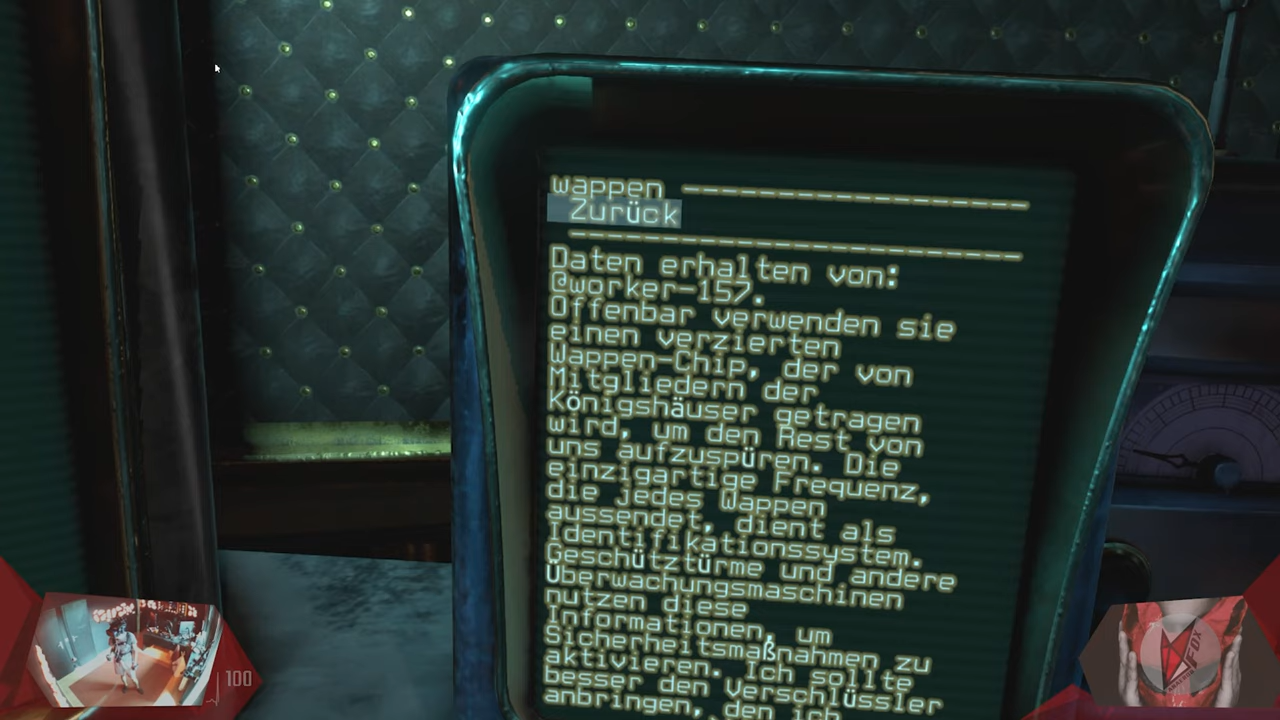 wappen --------------------------
Zurück
----------------------------------
Daten erhalten von:
@worker-157.
Offenbar verwenden sie
einen verzierten
Wappen-Chip, der von
Mitgliedern der
Königshäuser getragen
wird, um den Rest von
uns aufzuspüren. Die
einzigartige Frequenz,
die jedes Wappen
aussendet, dient als
Identifikationssystem.
Geschütztürme und andere
Überwachungsmaschinen
nutzen diese
Informationen, um
Sicherheitsmaßnahmen zu
aktivieren. Ich sollte
besser den Verschlüssler
anbringen, den ich
100
FOX